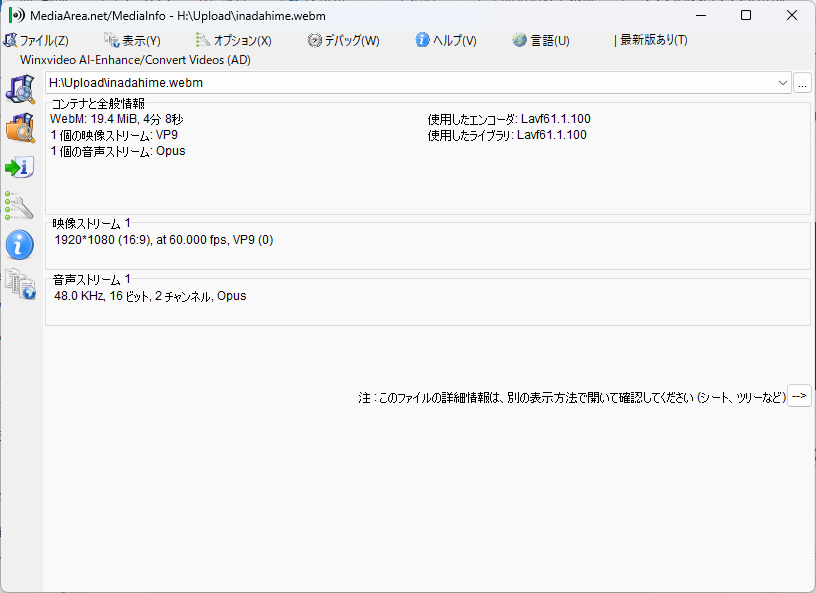 MediaArea.net/MediaInfo - H:\Upload\inadahime.webm
ファイル(Z) 表示(Y) オプション(X) デバッグ(W) ヘルプ(V) 言語(U) | 最新版あり(T)
Winxvideo AI-Enhance/Convert Videos (AD)
H:\Upload\inadahime.webm ...
コンテナと全般情報
WebM: 19.4 MiB, 4分 8秒 使用したエンコーダ: Lavf61.1.100
1 個の映像ストリーム: VP9 使用したライブラリ: Lavf61.1.100
1 個の音声ストリーム: Opus
映像ストリーム 1
1920*1080 (16:9), at 60.000 fps, VP9 (0)
音声ストリーム 1
48.0 KHz, 16 ビット, 2 チャンネル, Opus
注 : このファイルの詳細情報は、別の表示方法で開いて確認してください (シート、ツリーなど) -->